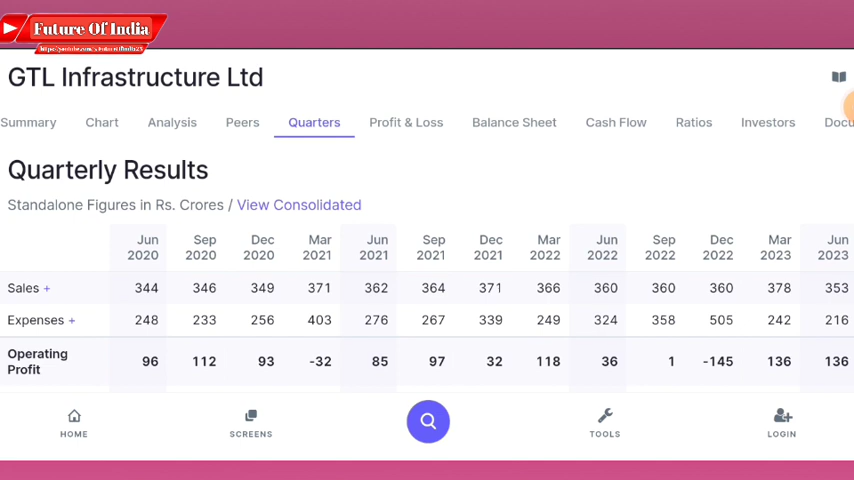 Future Of India
GTL Infrastructure Ltd
Summary Chart Analysis Peers Quarters Profit & Loss Balance Sheet Cash Flow Ratios Investors Docu
Quarterly Results
Standalone Figures in Rs. Crores / View Consolidated
Jun Sep Dec Mar Jun Sep Dec Mar Jun Sep Dec Mar Jun
2020 2020 2020 2021 2021 2021 2021 2022 2022 2022 2022 2023 2023
Sales + 344 346 349 371 362 364 371 366 360 360 360 378 353
Expenses + 248 233 256 403 276 267 339 249 324 358 505 242 216
Operating
Profit 96 112 93 -32 85 97 32 118 36 1 -145 136 136
HOME SCREENS TOOLS LOGIN